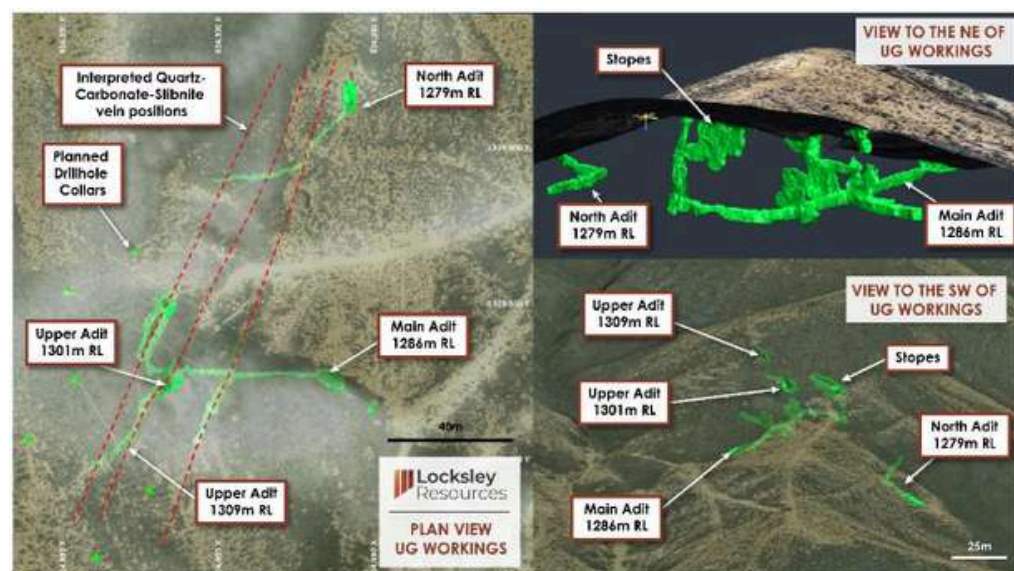 Interpreted Quartz-
Carbonate-Stibnite
vein positions
North Adit
1279m RL
Planned
Drillhole
Collars
Upper Adit
1301m RL
Main Adit
1286m RL
40m
Upper Adit
1309m RL
Locksley
Resources
PLAN VIEW
UG WORKINGS
VIEW TO THE NE OF
UG WORKINGS
Stopes
North Adit
1279m RL
Main Adit
1286m RL
VIEW TO THE SW OF
UG WORKINGS
Upper Adit
1309m RL
Stopes
Upper Adit
1301m RL
North Adit
1279m RL
Main Adit
1286m RL
25m